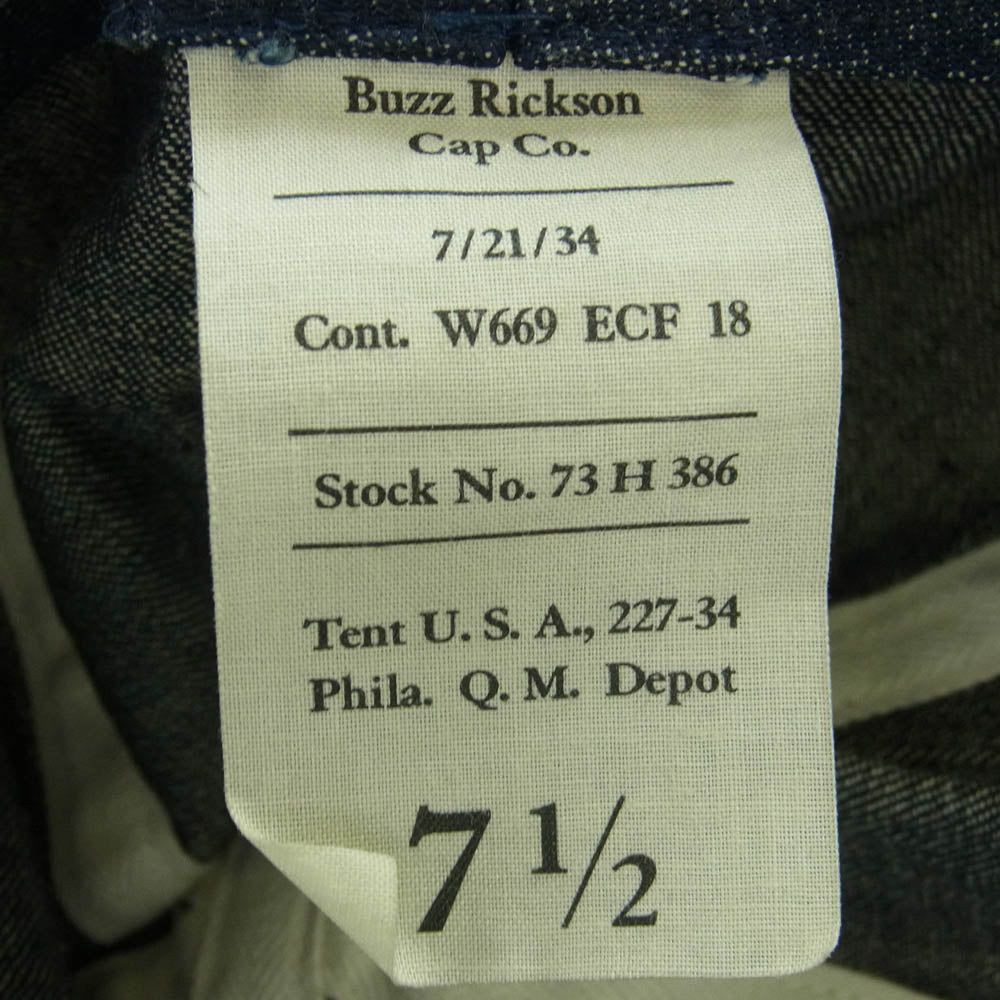 Buzz Rickson
Cap Co.
7/21/34
Cont. W669 ECF 18
Stock No. 73 H 386
Tent U. S. A., 227-34
Phila. Q. M. Depot
7 1/2